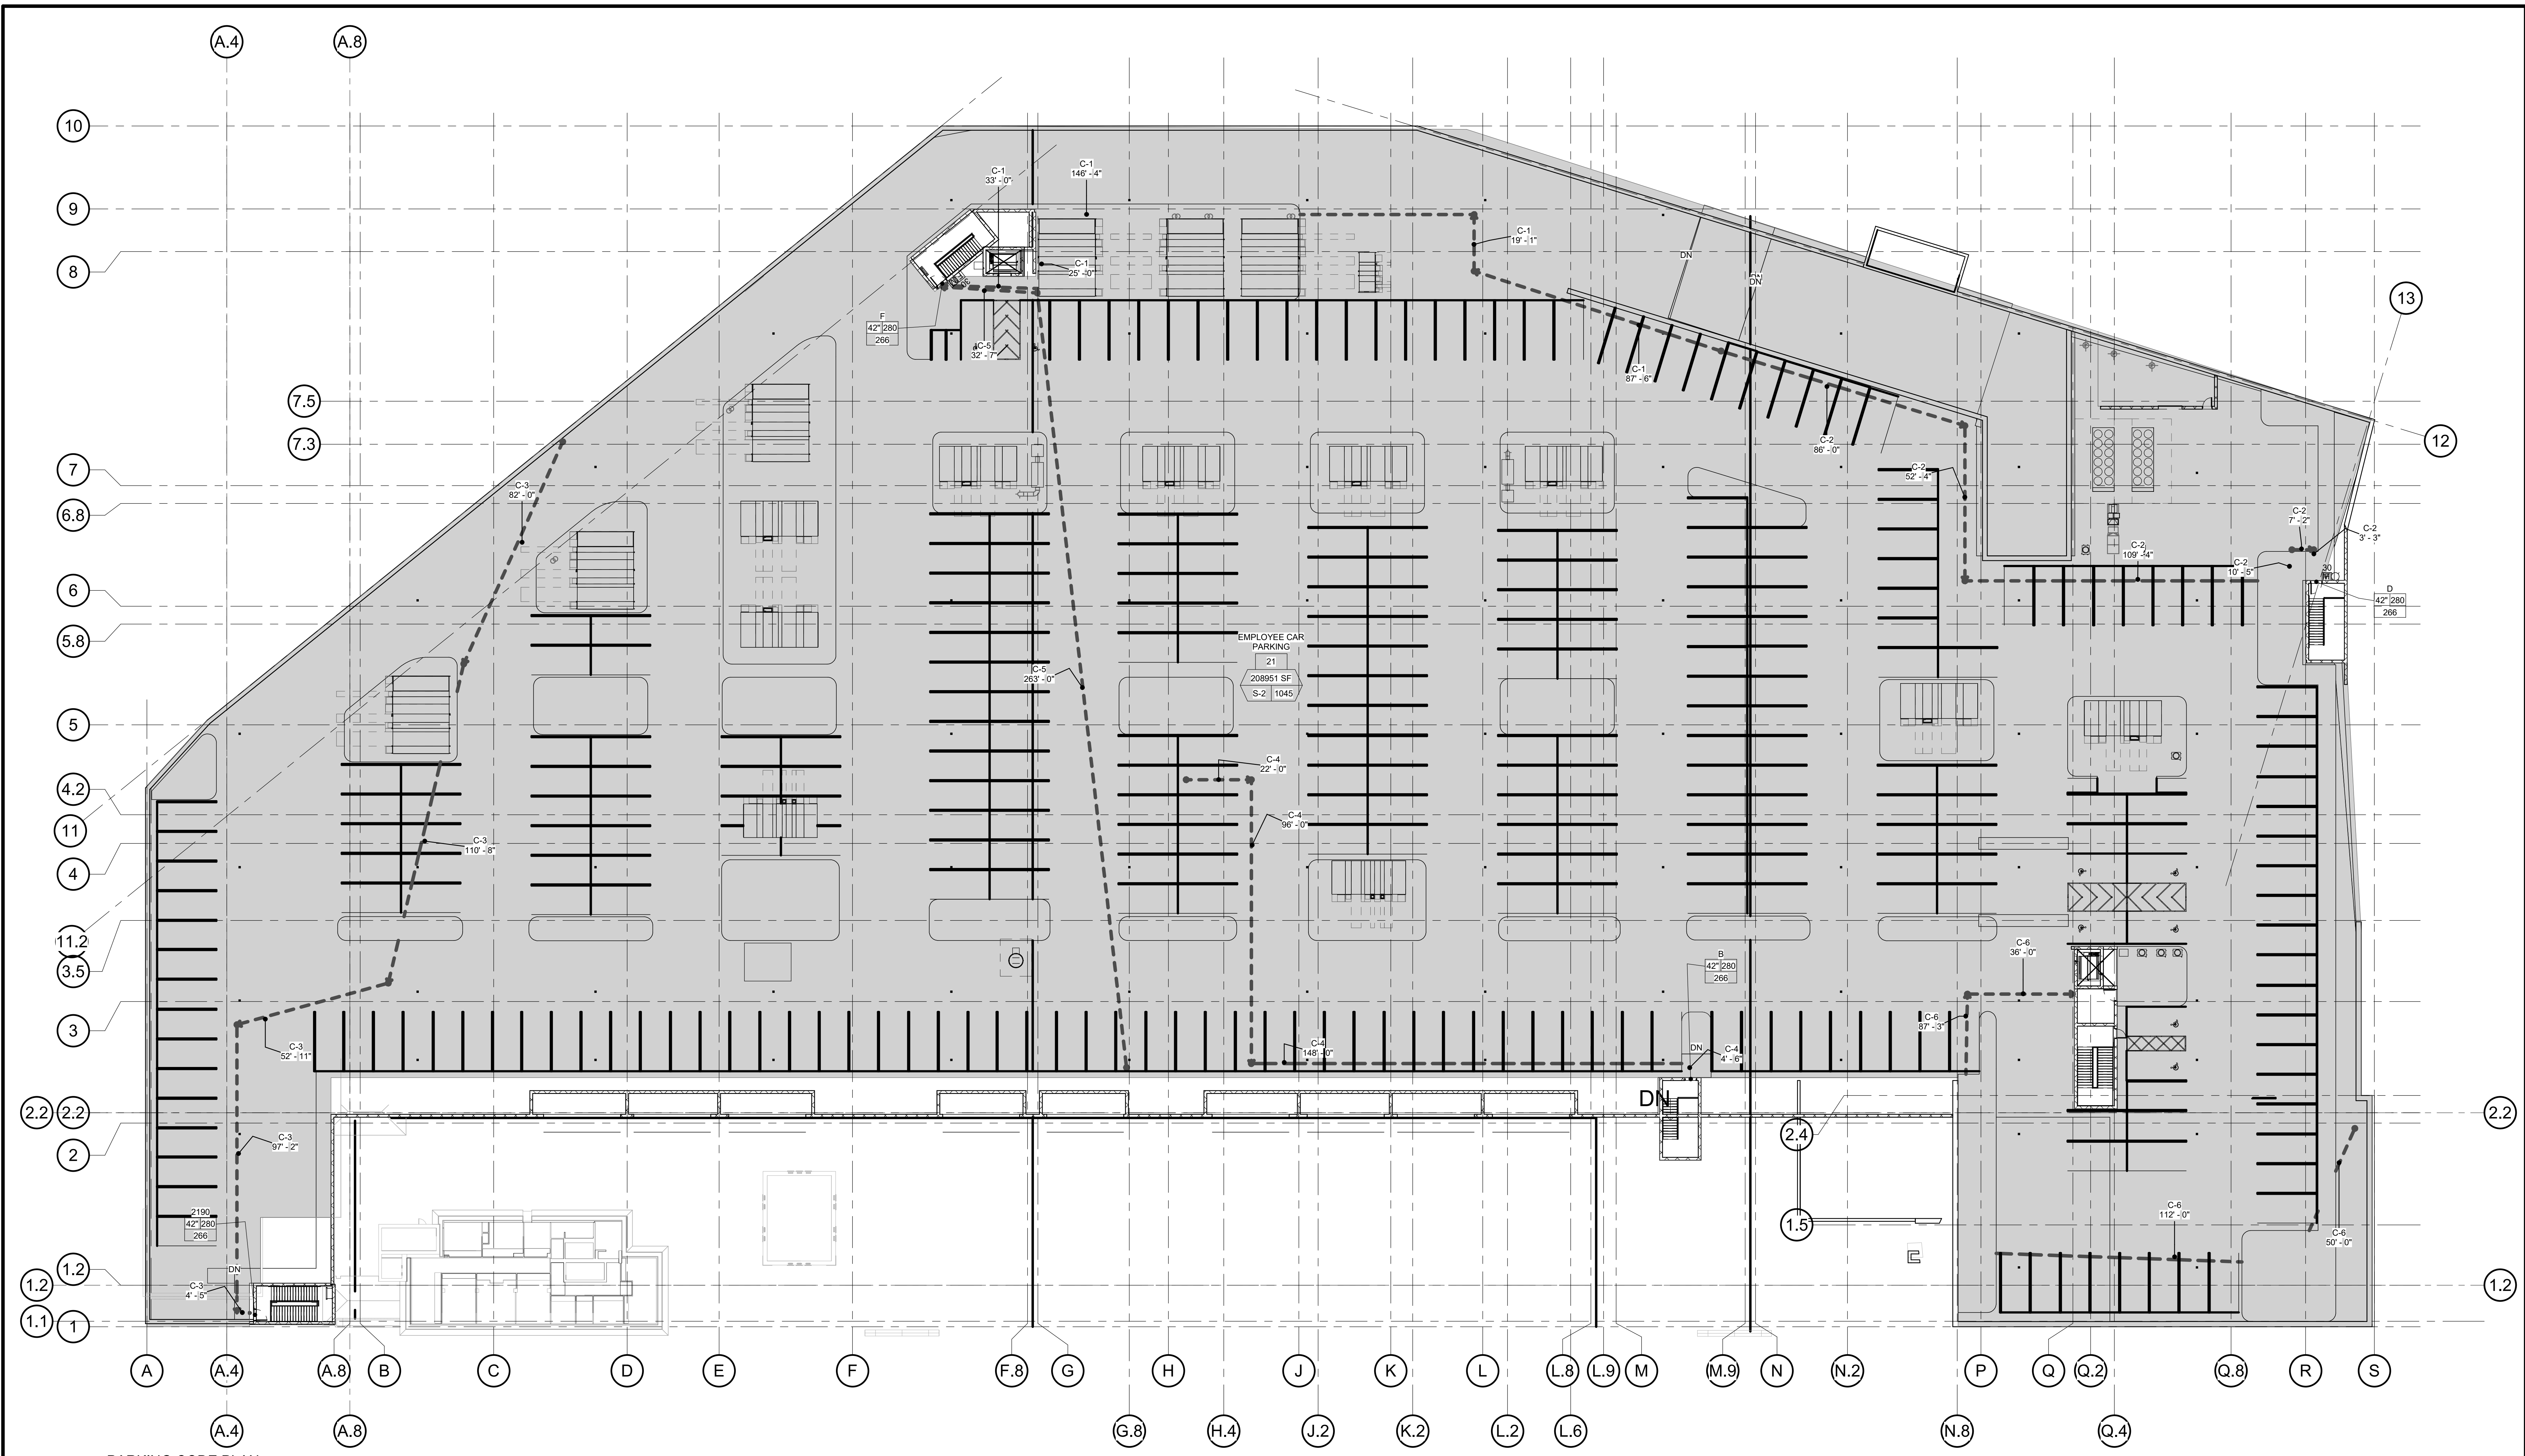 A.4
A.8
10
9
8
7.5
7.3
7
6.8
6
5.8
5
4.2
11
4
11.2
3.5
3
2.2
2.2
2
1.2
1.2
1.1
1
C-1
33' - 0"
C-1
146' - 4"
C-1
19' - 1"
C-1
25' - 0"
DN
DN
13
12
F
42" 280
266
C-5
32' - 7"
C-1
87' - 6"
C-2
86' - 0"
C-2
52' - 4"
C-3
82' - 0"
C-2
7' - 2"
C-2
3' - 3"
C-2
109' - 4"
C-2
10' - 5"
30
D
42" 280
266
EMPLOYEE CAR
PARKING
21
208951 SF
S-2 1045
C-5
263' - 0"
C-4
22' - 0"
C-4
96' - 0"
C-3
110' - 8"
B
42" 280
266
C-6
36' - 0"
C-6
87' - 3"
C-3
52' - 11"
C-4
148' - 0"
DN
C-4
4' - 6"
DN
2.2
2.4
C-3
97' - 2"
2190
42" 280
266
1.5
C-6
112' - 0"
C-6
50' - 0"
DN
C-3
4' - 5"
1.2
A
A.4
A.8
B
C
D
E
F
F.8
G
H
J
K
L
L.8
L.9
M
M.9
N
N.2
P
Q
Q.2
Q.8
R
S
A.4
A.8
G.8
H.4
J.2
K.2
L.2
L.6
N.8
Q.4
PARKING CODE PLAN